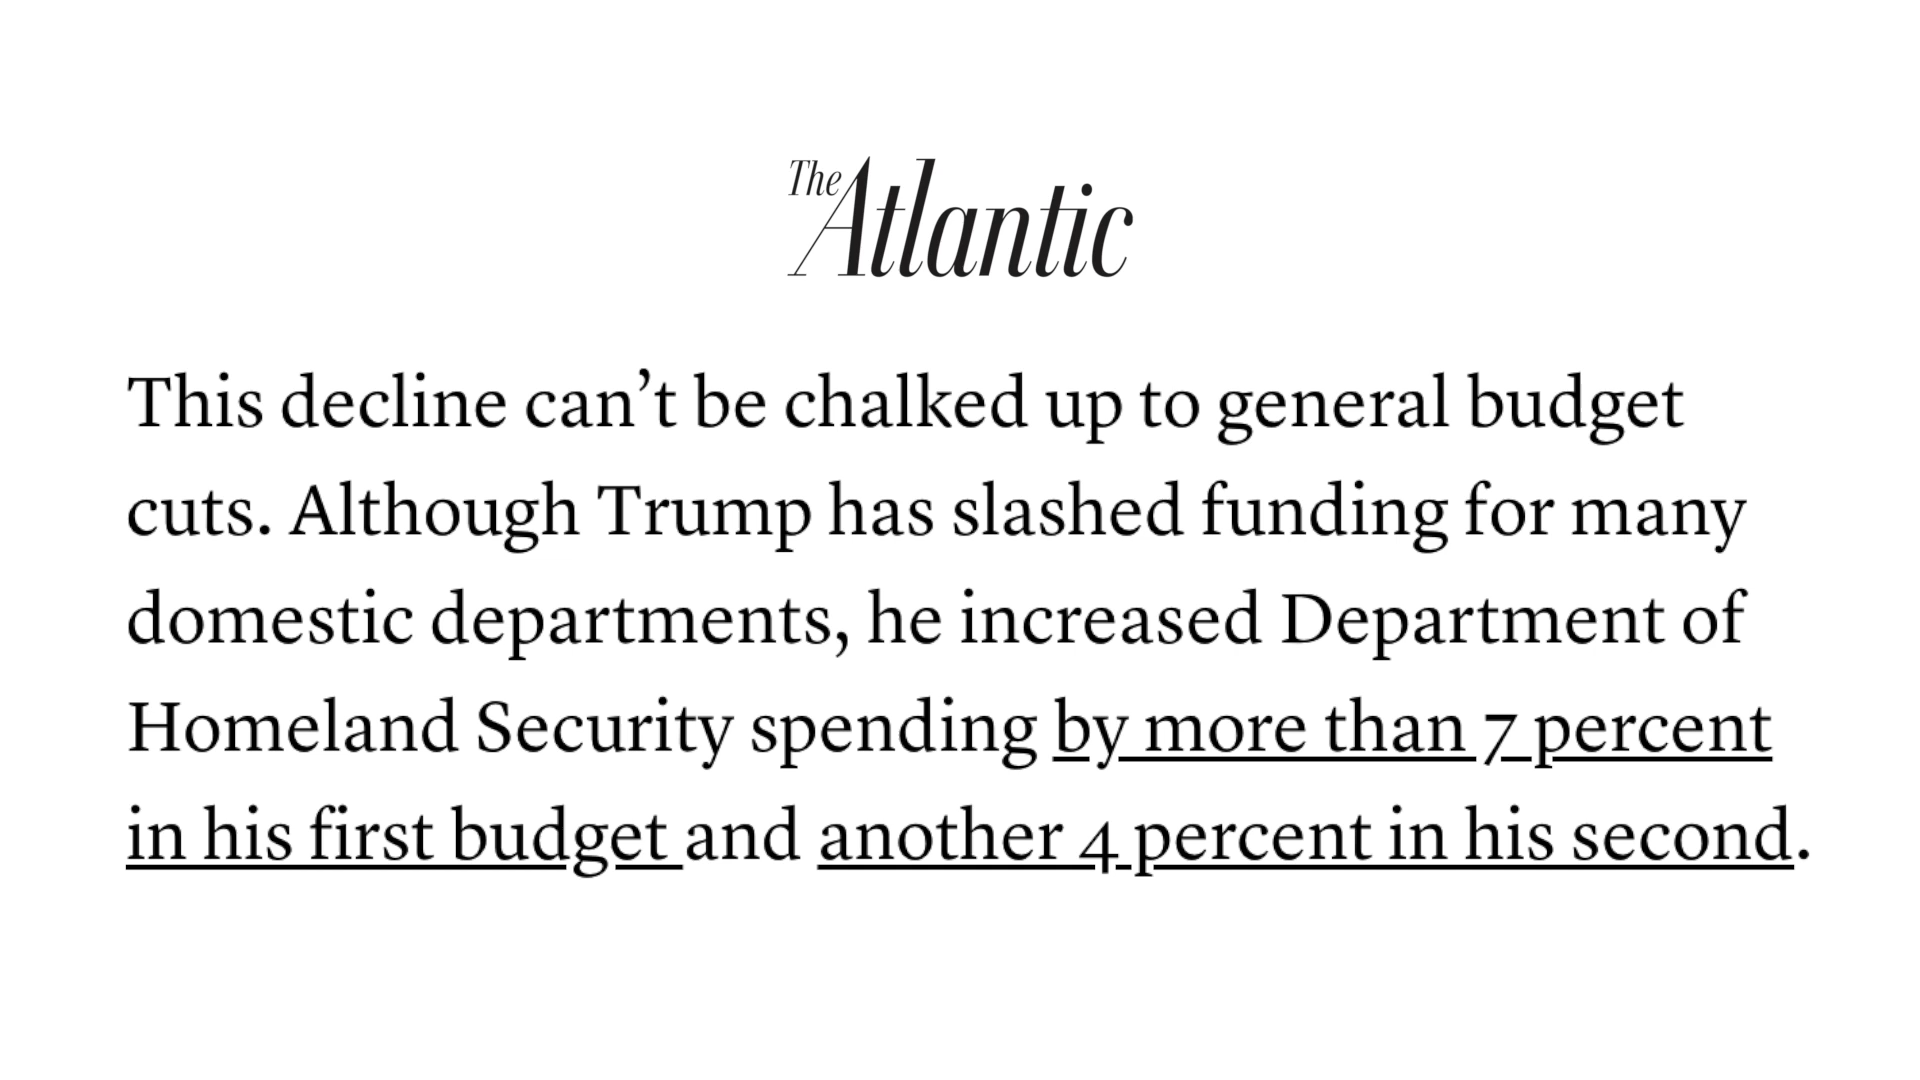 The Atlantic
This decline can’t be chalked up to general budget
cuts. Although Trump has slashed funding for many
domestic departments, he increased Department of
Homeland Security spending by more than 7 percent
in his first budget and another 4 percent in his second.